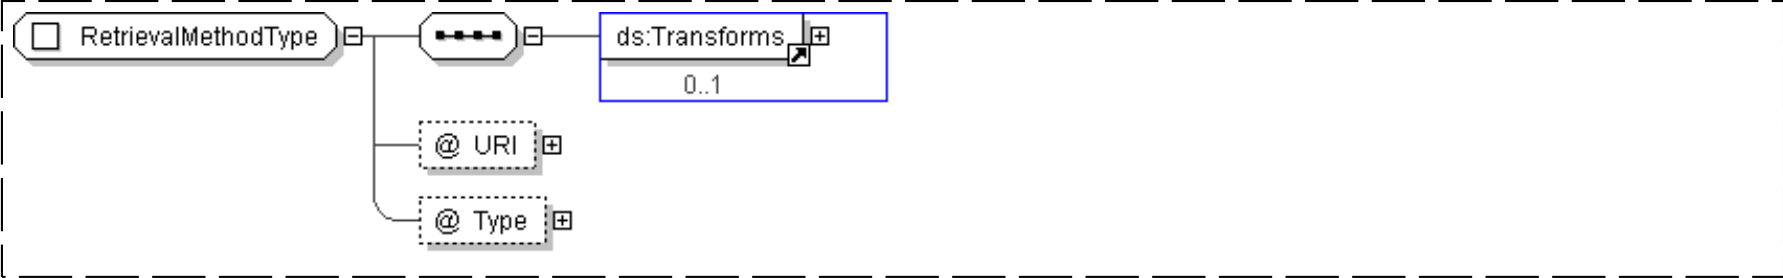 RetrievalMethodType
ds:Transforms
0..1
@ URI
@ Type